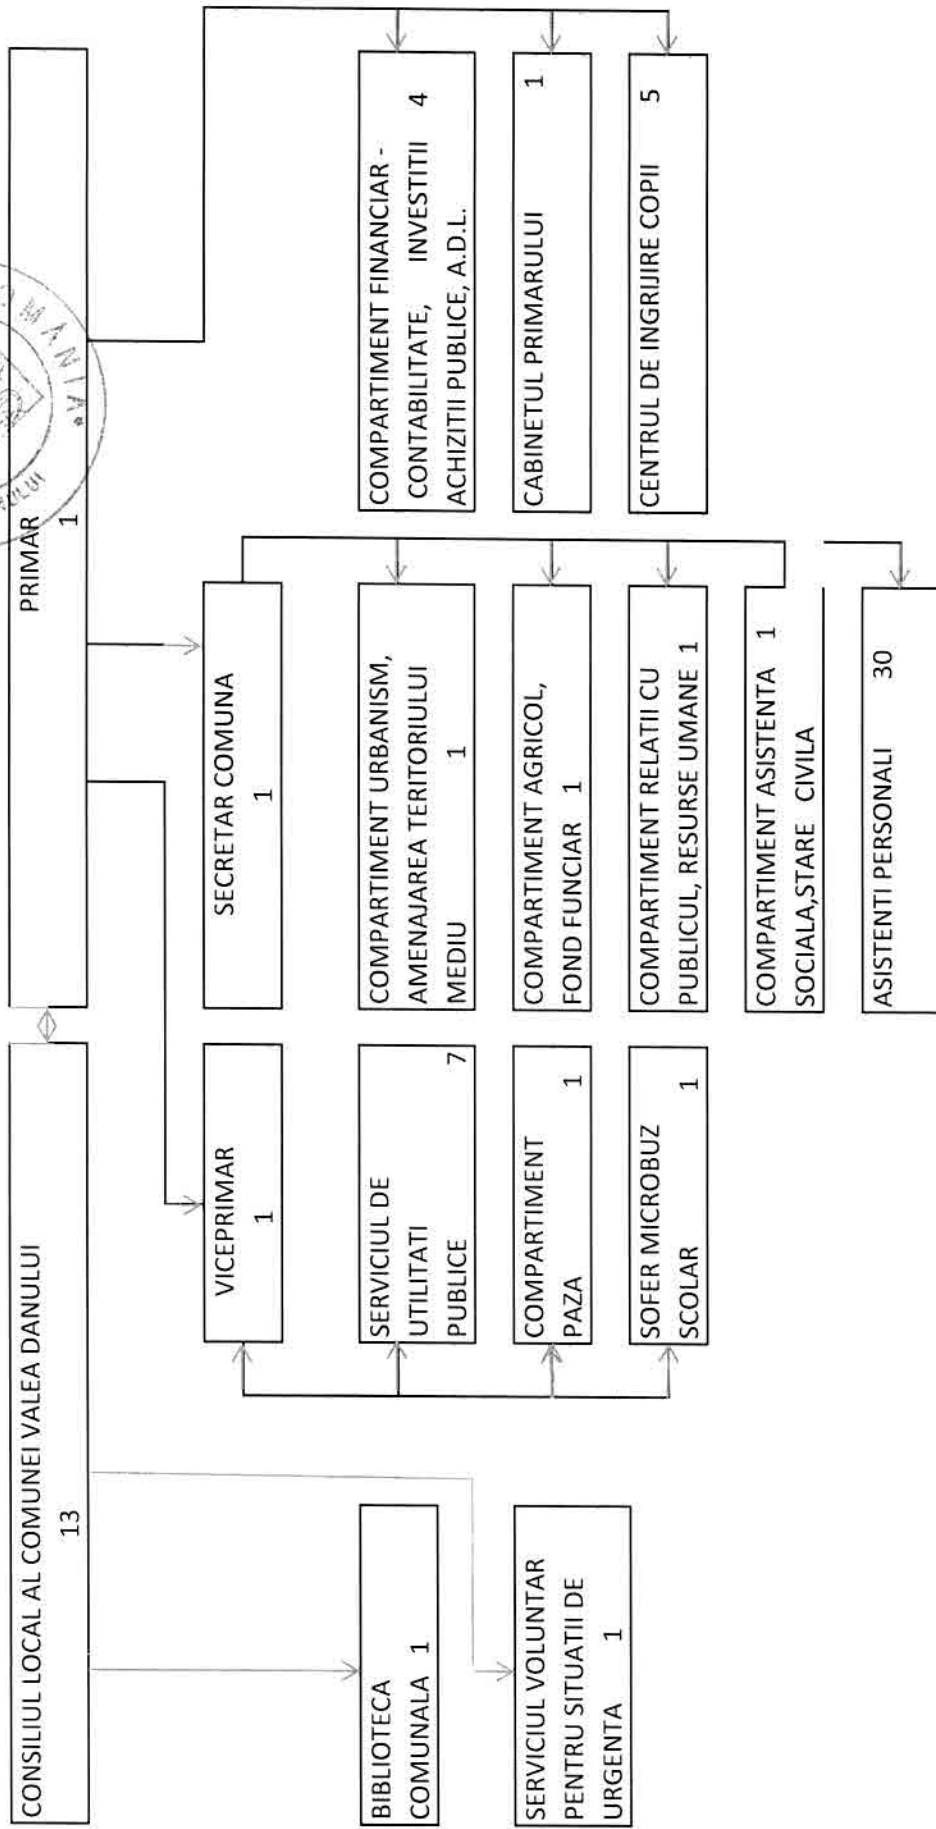 CONSILIUL LOCAL AL COMUNEI VALEA DANULUI
13
PRIMAR
1
ROMANIA
VICEPRIMAR
1
SECRETAR COMUNA
1
BIBLIOTECA
COMUNALA 1
SERVICIUL VOLUNTAR
PENTRU SITUATII DE
URGENTA 1
SERVICIUL DE
UTILITATI
PUBLICE 7
COMPARTIMENT
PAZA 1
SOFER MICROBUZ
SCOLAR 1
COMPARTIMENT URBANISM,
AMENAJAREA TERITORIULUI
MEDIU 1
COMPARTIMENT AGRICOL,
FOND FUNCIAR 1
COMPARTIMENT RELATII CU
PUBLICUL, RESURSE UMANE 1
COMPARTIMENT ASISTENTA 1
SOCIALA,STARE CIVILA
ASISTENTI PERSONALI 30
COMPARTIMENT FINANCIAR -
CONTABILITATE, INVESTITII 4
ACHIZITII PUBLICE, A.D.L.
CABINETUL PRIMARULUI 1
CENTRUL DE INGRIJIRE COPII 5